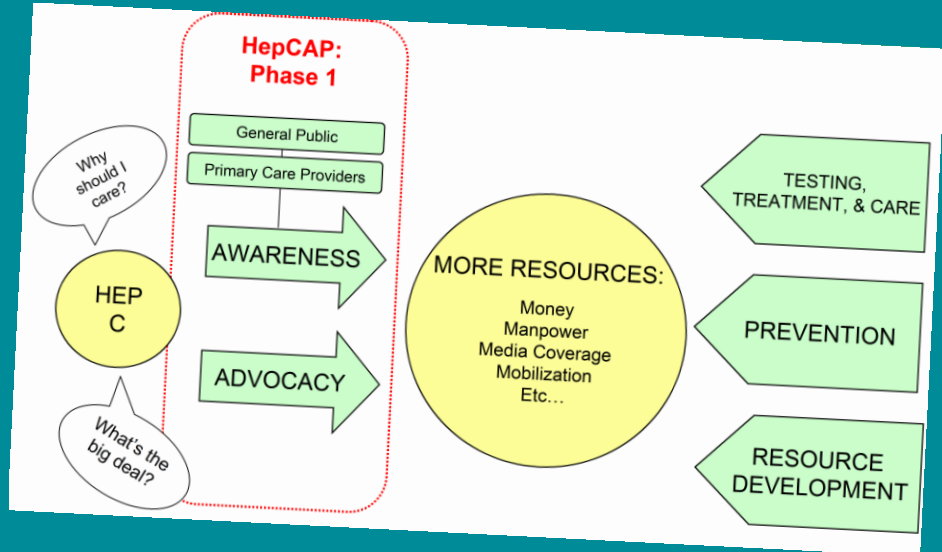 HepCAP:
Phase 1
General Public
Primary Care Providers
Why
should I
care?
AWARENESS
HEP
C
ADVOCACY
What's the
big deal?
MORE RESOURCES:
Money
Manpower
Media Coverage
Mobilization
Etc...
TESTING,
TREATMENT, & CARE
PREVENTION
RESOURCE
DEVELOPMENT